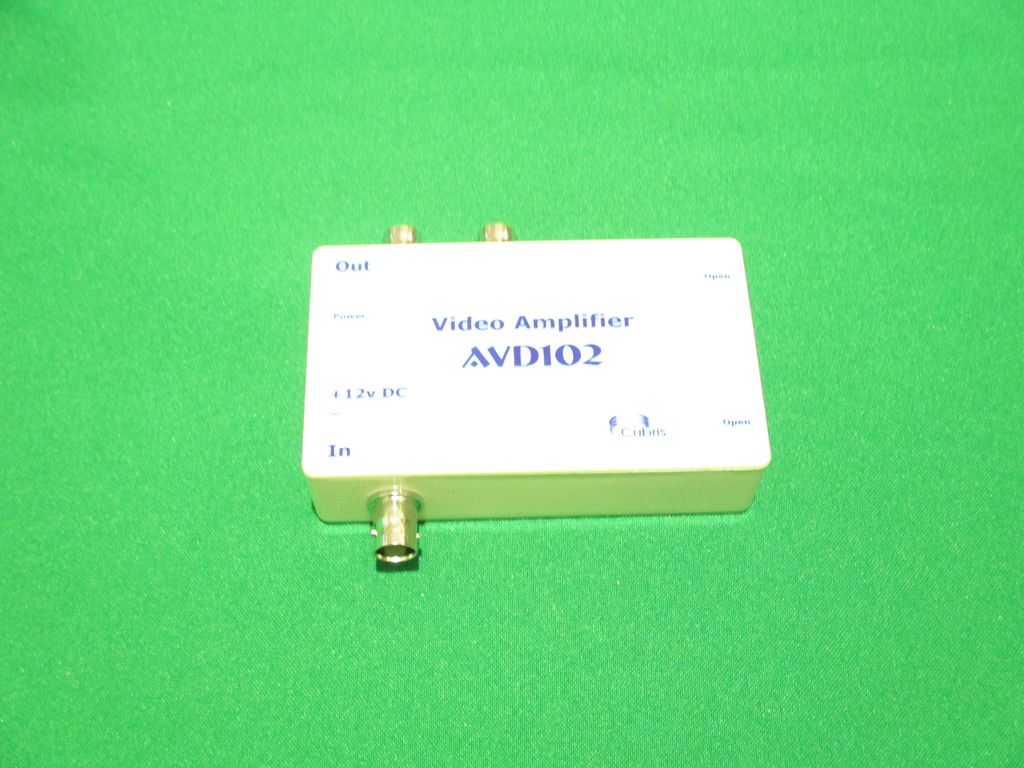 Out
Open
Power
Video Amplifier
AVD102
+12v DC
–
Cubris
Open
In